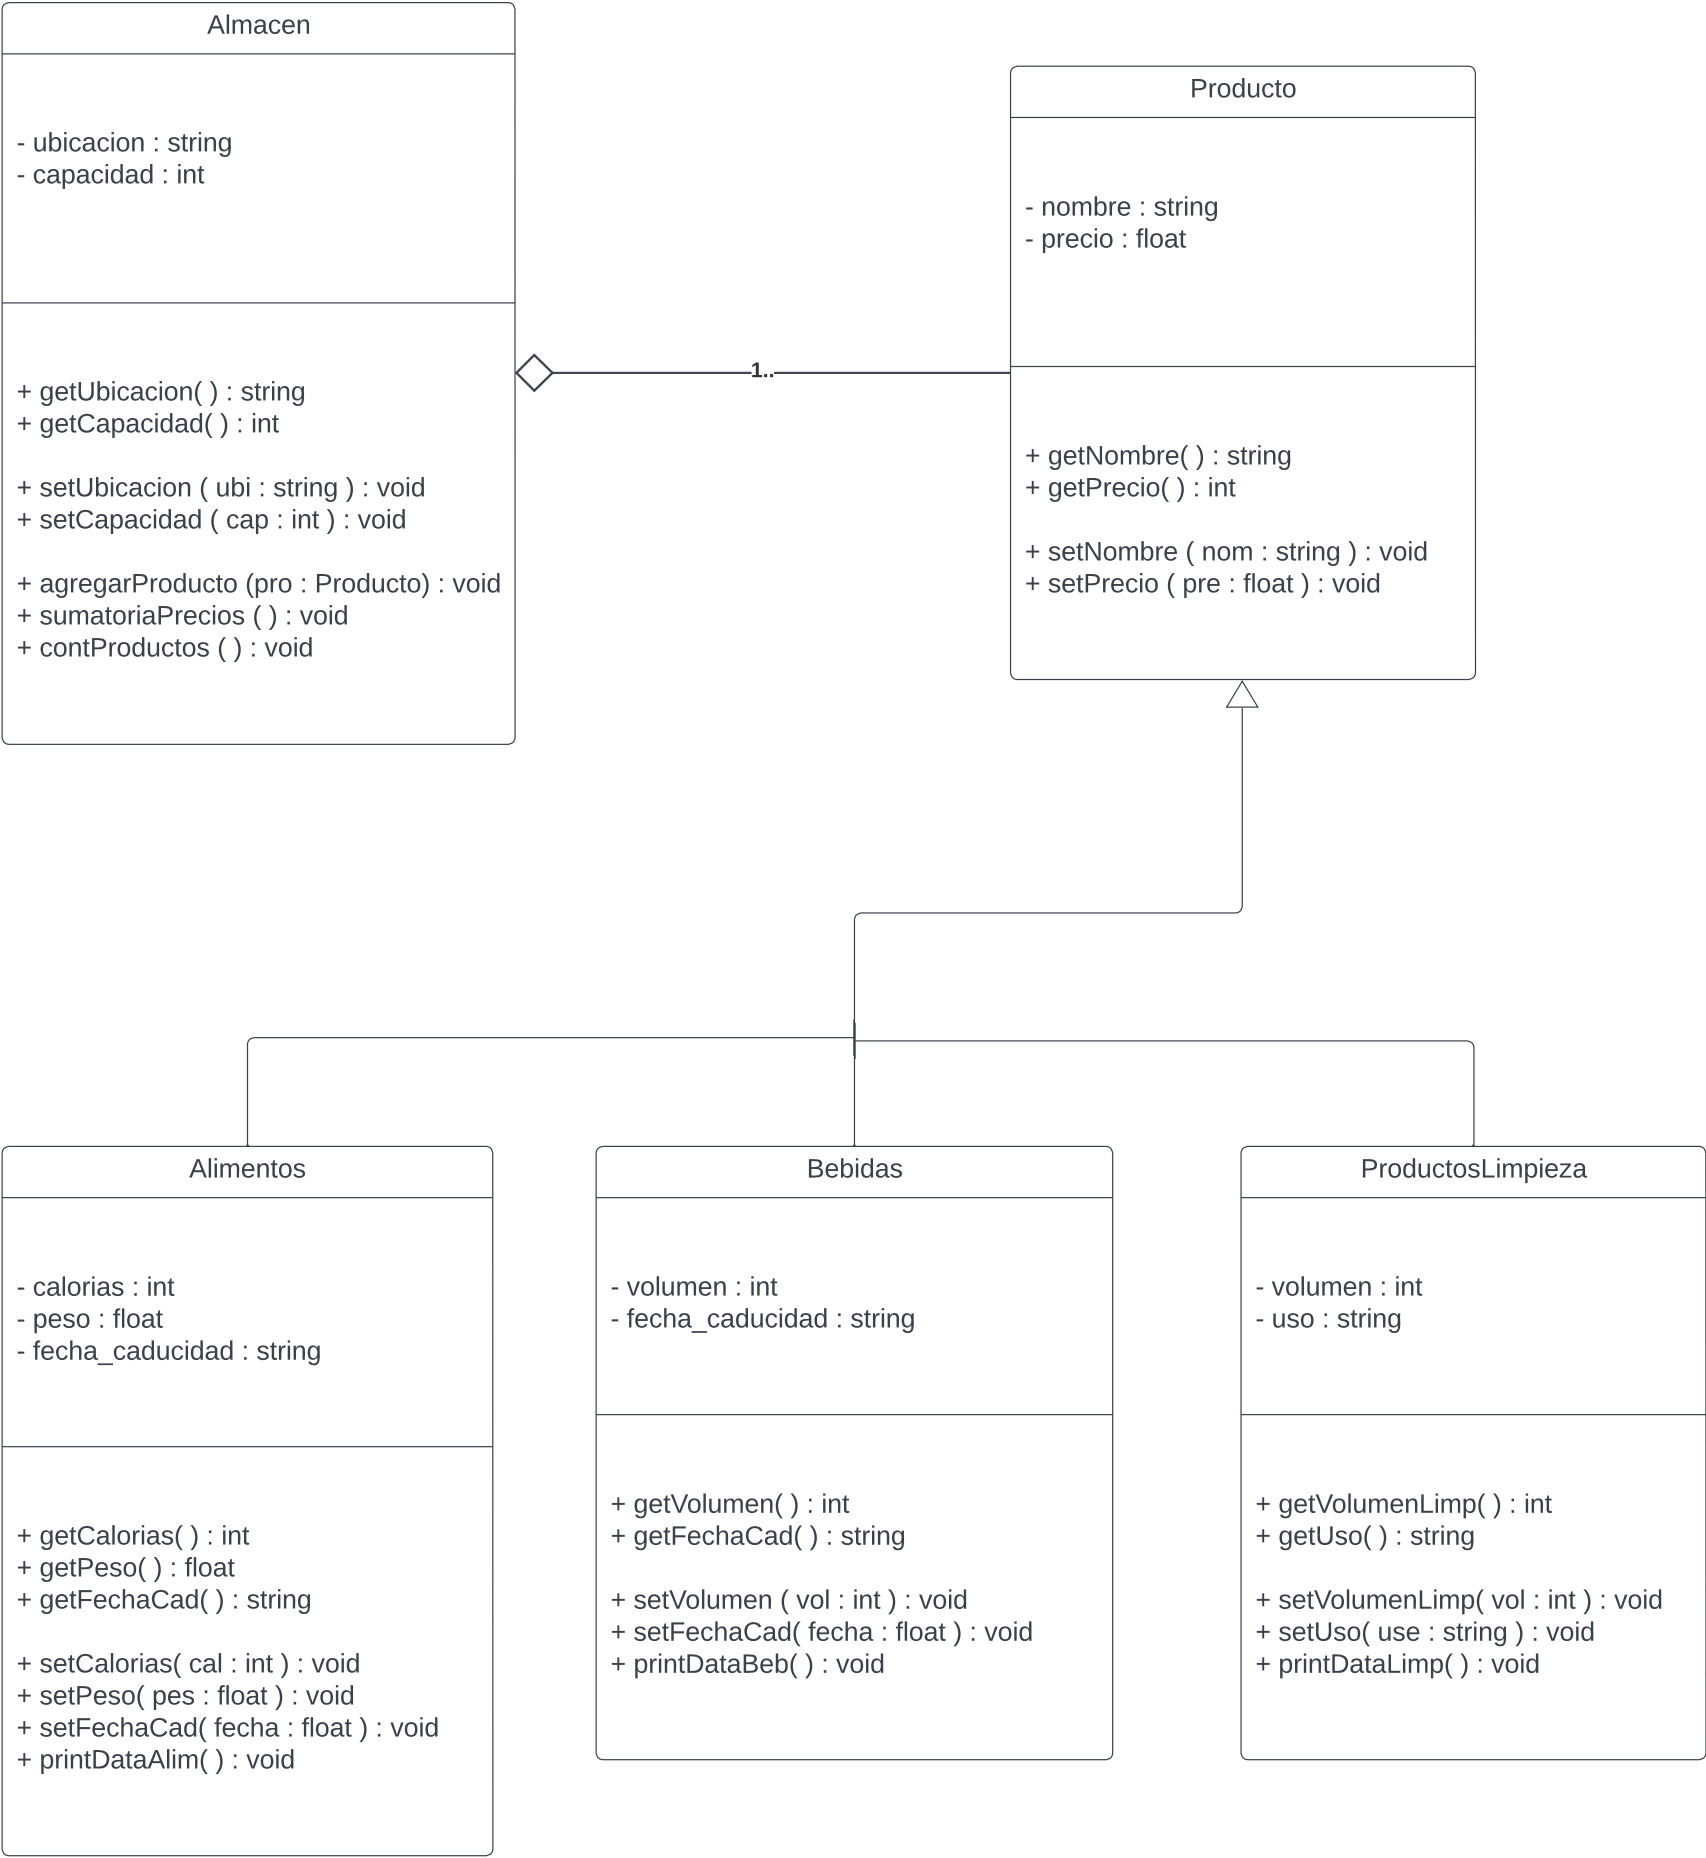 Almacen
- ubicacion : string
- capacidad : int
+ getUbicacion( ) : string
+ getCapacidad( ) : int
+ setUbicacion ( ubi : string ) : void
+ setCapacidad ( cap : int ) : void
+ agregarProducto (pro : Producto) : void
+ sumatoriaPrecios ( ) : void
+ contProductos ( ) : void
1..
Producto
- nombre : string
- precio : float
+ getNombre( ) : string
+ getPrecio( ) : int
+ setNombre ( nom : string ) : void
+ setPrecio ( pre : float ) : void
Alimentos
- calorias : int
- peso : float
- fecha_caducidad : string
+ getCalorias( ) : int
+ getPeso( ) : float
+ getFechaCad( ) : string
+ setCalorias( cal : int ) : void
+ setPeso( pes : float ) : void
+ setFechaCad( fecha : float ) : void
+ printDataAlim( ) : void
Bebidas
- volumen : int
- fecha_caducidad : string
+ getVolumen( ) : int
+ getFechaCad( ) : string
+ setVolumen ( vol : int ) : void
+ setFechaCad( fecha : float ) : void
+ printDataBeb( ) : void
ProductosLimpieza
- volumen : int
- uso : string
+ getVolumenLimp( ) : int
+ getUso( ) : string
+ setVolumenLimp( vol : int ) : void
+ setUso( use : string ) : void
+ printDataLimp( ) : void